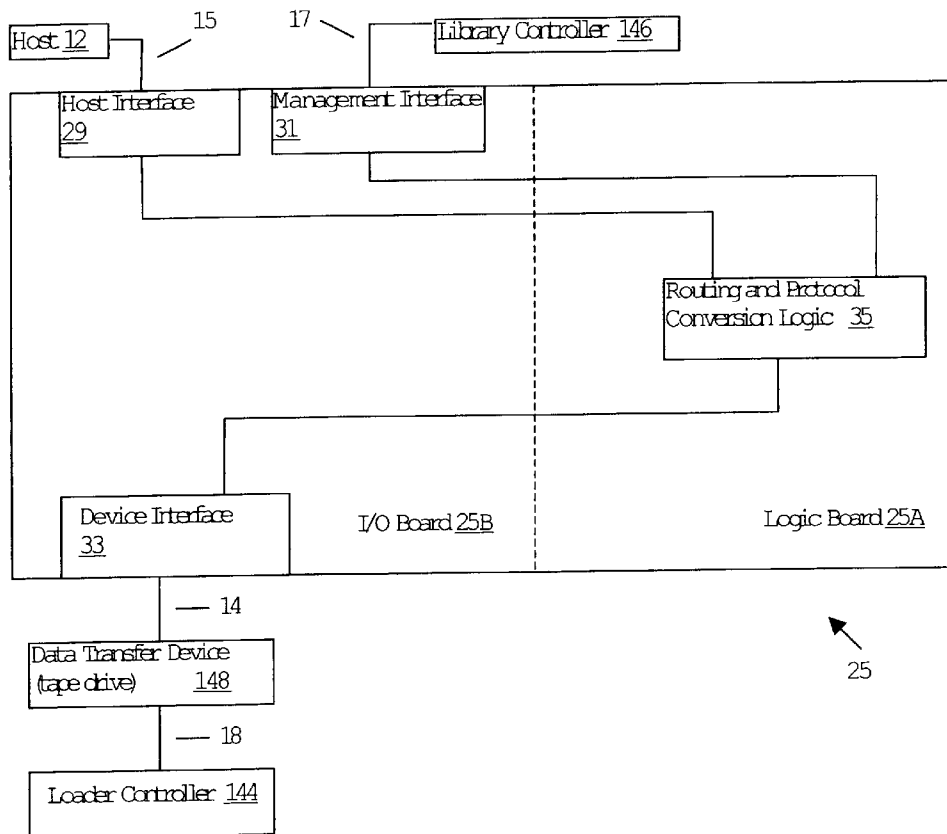 15
17
Host 12
Library Controller 146
Host Interface
29
Management Interface
31
Routing and Protocol
Conversion Logic 35
Device Interface
33
I/O Board 25B
Logic Board 25A
14
25
Data Transfer Device
(tape drive) 148
18
Loader Controller 144